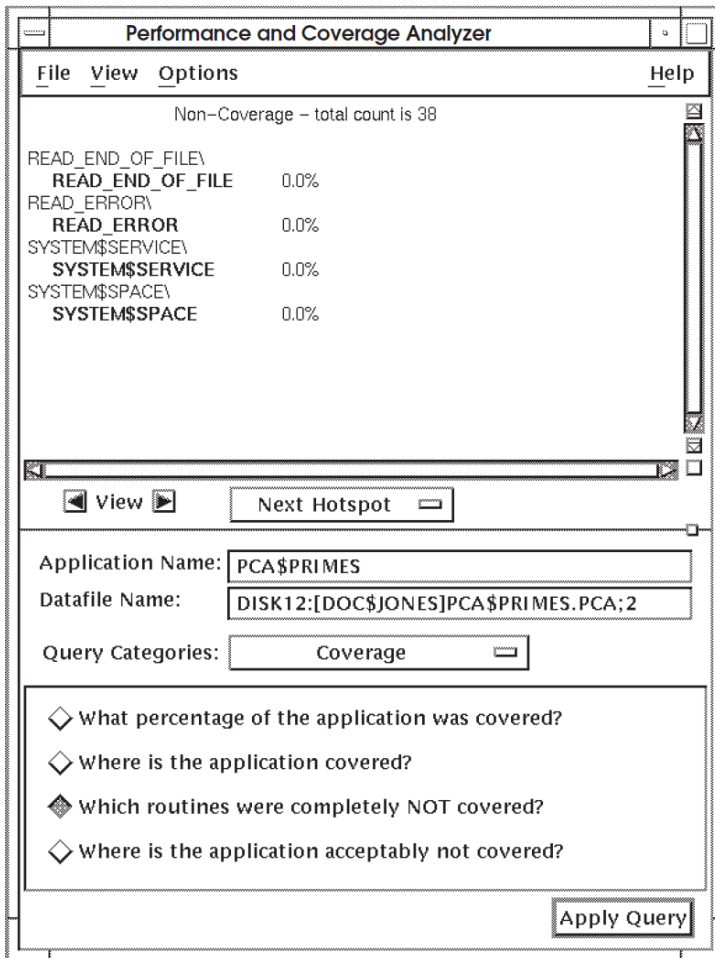 Performance and Coverage Analyzer
File View Options Help
Non-Coverage - total count is 38
READ_END_OF_FILE\
READ_END_OF_FILE 0.0%
READ_ERROR\
READ_ERROR 0.0%
SYSTEM$SERVICE\
SYSTEM$SERVICE 0.0%
SYSTEM$SPACE\
SYSTEM$SPACE 0.0%
View Next Hotspot
Application Name: PCA$PRIMES
Datafile Name: DISK12:[DOC$JONES]PCA$PRIMES.PCA;2
Query Categories: Coverage
What percentage of the application was covered?
Where is the application covered?
Which routines were completely NOT covered?
Where is the application acceptably not covered?
Apply Query